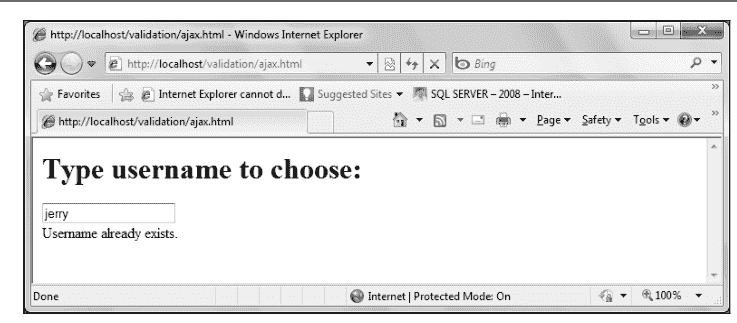 http://localhost/validation/ajax.html - Windows Internet Explorer
http://localhost/validation/ajax.html
Bing
Favorites
Internet Explorer cannot d...
Suggested Sites
SQL SERVER – 2008 – Inter...
http://localhost/validation/ajax.html
Page
Safety
Tools
Type username to choose:
jerry
Username already exists.
Done
Internet | Protected Mode: On
100%